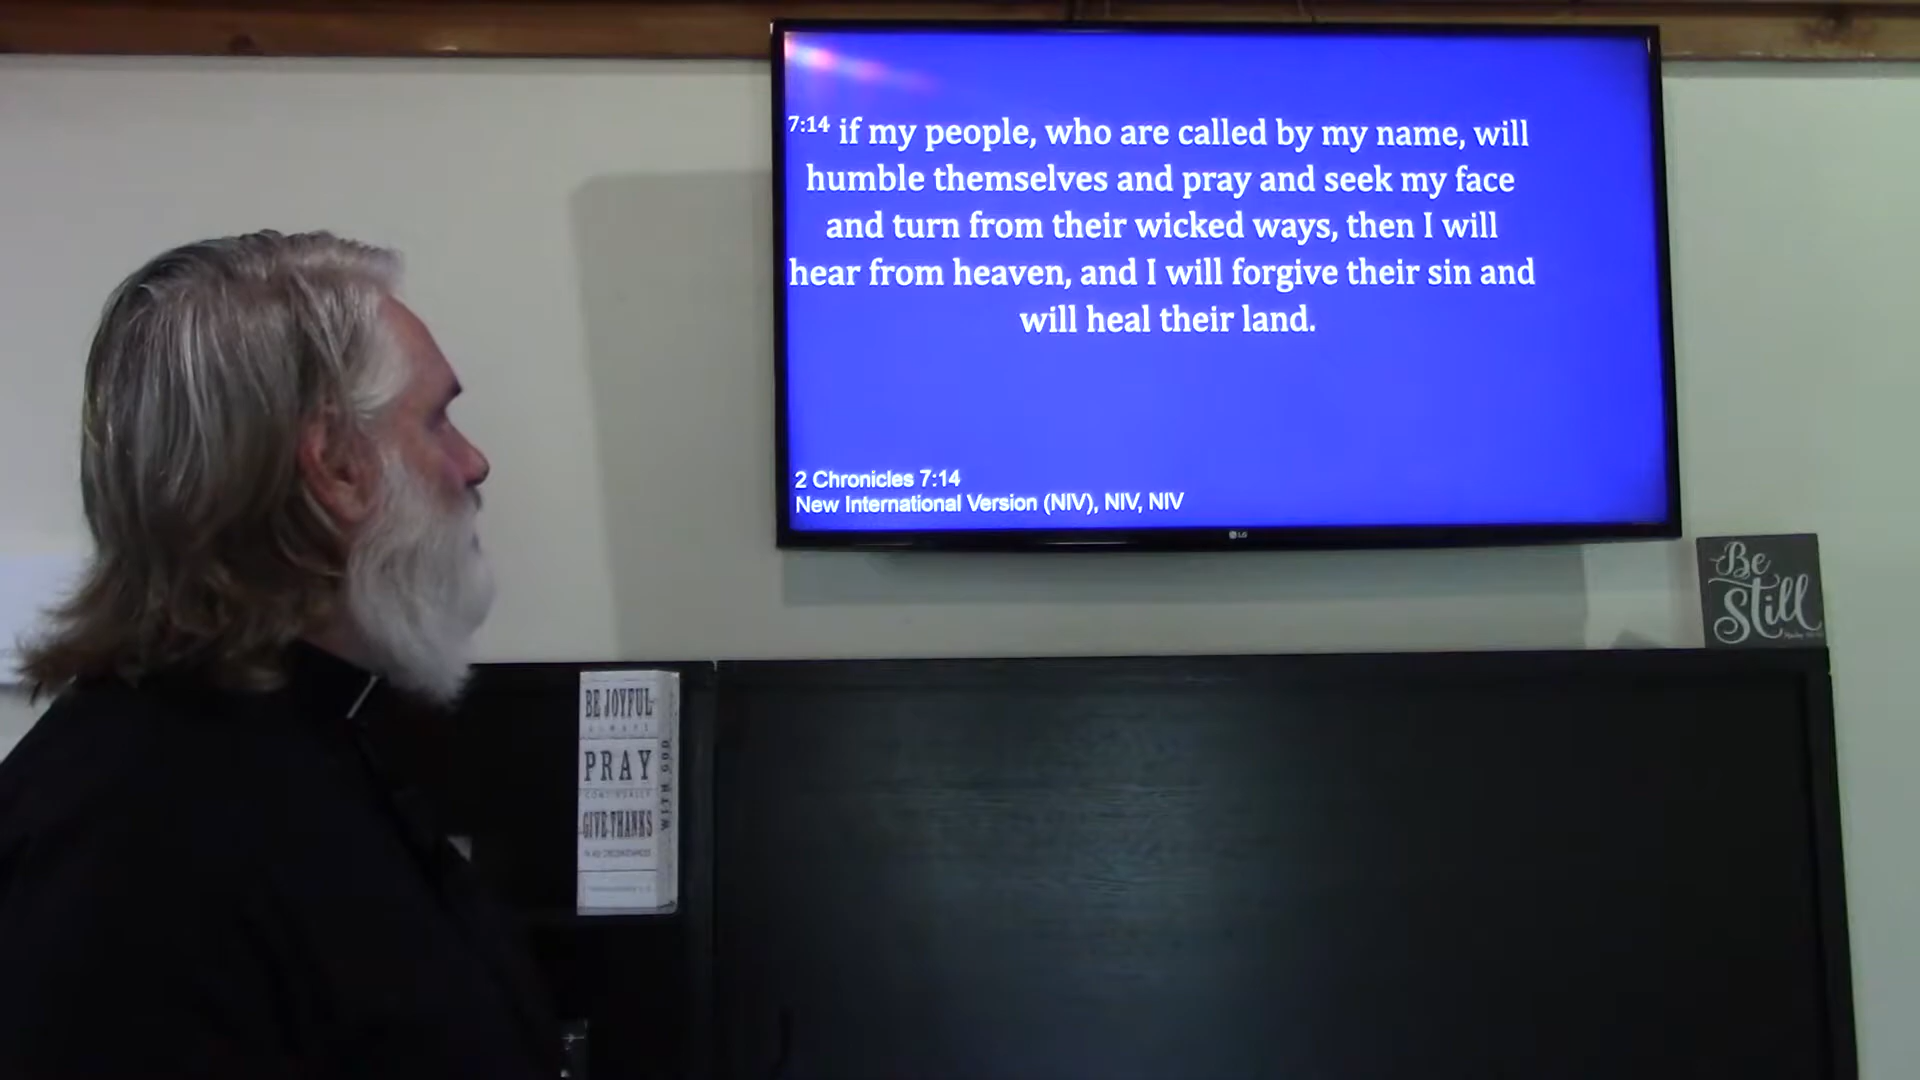 7:14 if my people, who are called by my name, will
humble themselves and pray and seek my face
and turn from their wicked ways, then I will
hear from heaven, and I will forgive their sin and
will heal their land.
2 Chronicles 7:14
New International Version (NIV), NIV, NIV
LG
Be
Still
BE JOYFUL
ALWAYS
PRAY
CONTINUALLY
GIVE THANKS
WITH GOD